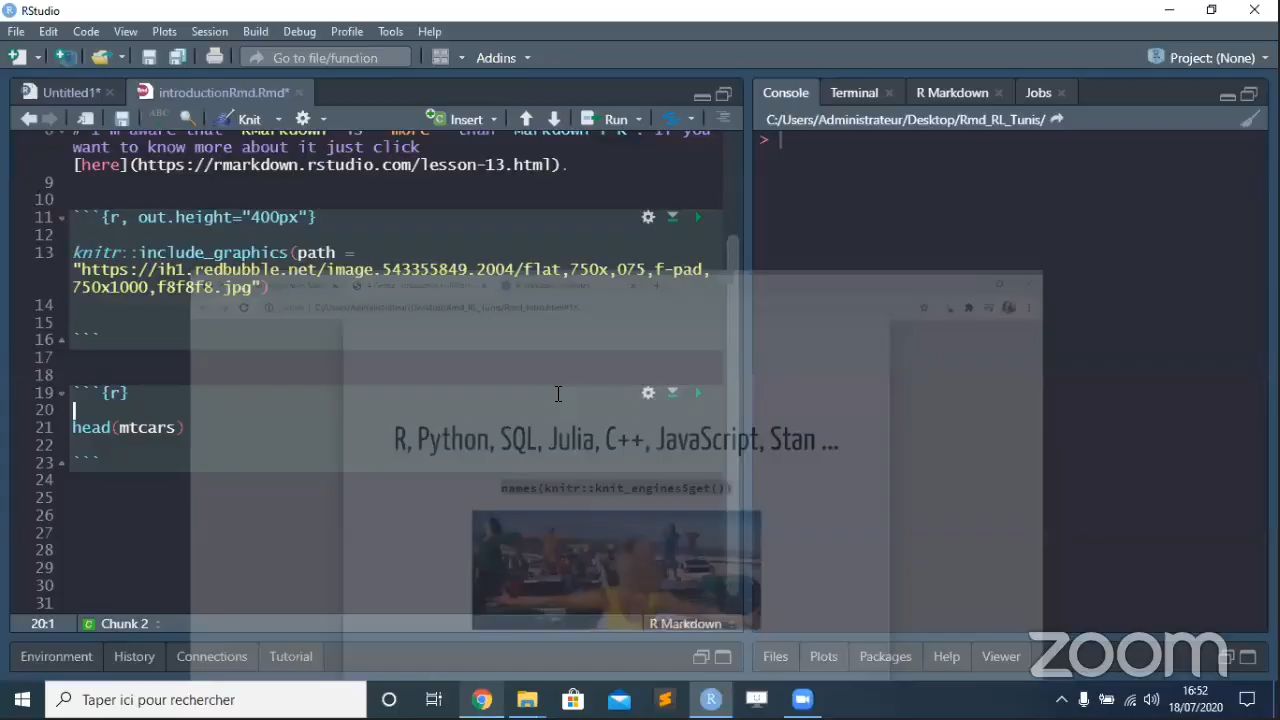 RStudio
File Edit Code View Plots Session Build Debug Profile Tools Help
Go to file/function Addins Project: (None)
Untitled1* introductionRmd.Rmd* Console Terminal R Markdown Jobs
ABC Knit Insert Run C:/Users/Administrateur/Desktop/Rmd_RL_Tunis/
want to know more about it just click
[here](https://rmarkdown.rstudio.com/lesson-13.html).
9
10
11 ```{r, out.height="400px"}
12
13 knitr::include_graphics(path =
"https://ih1.redbubble.net/image.543355849.2004/flat,750x,075,f-pad,
750x1000,f8f8f8.jpg")
14
15
16 ```
17
18
19 ```{r}
20
21 head(mtcars)
22
23 ```
24
25
26
27
28
29
30
31
>
R, Python, SQL, Julia, C++, JavaScript, Stan ...
names(knitr::knit_engines$get())
20:1 C Chunk 2 R Markdown
Environment History Connections Tutorial Files Plots Packages Help Viewer
zoom
Taper ici pour rechercher
16:52
18/07/2020